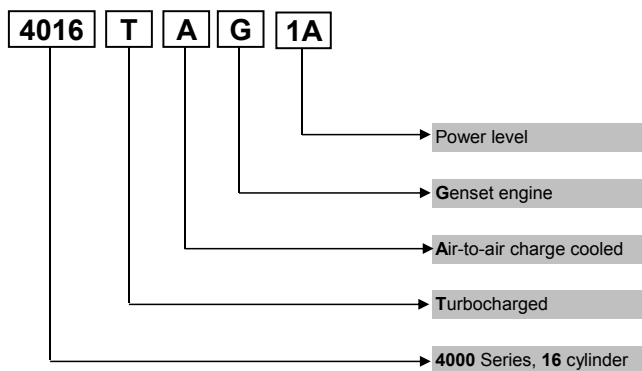 4016 T A G 1A
Power level
Genset engine
Air-to-air charge cooled
Turbocharged
4000 Series, 16 cylinder